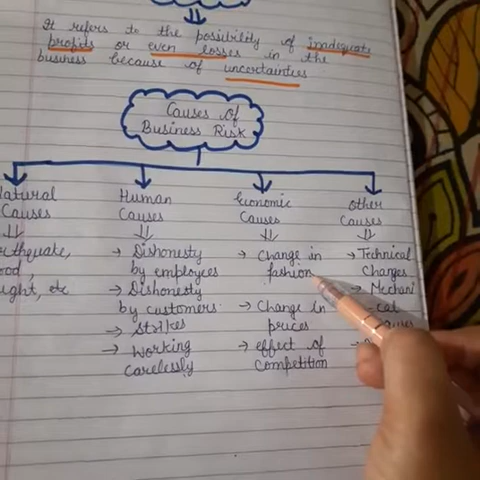 It refers to the possibility of inadequate
profits or even losses in the
business because of uncertainties
Causes of
Business Risk
Natural Causes
Human Causes
Economic Causes
Other Causes
→ Dishonesty
by employees
→ Dishonesty
by customers
→ Strikes
→ Working
carelessly
→ Change in
fashion
→ Change in
prices
→ effect of
competition
→ Technical
→ Mechani